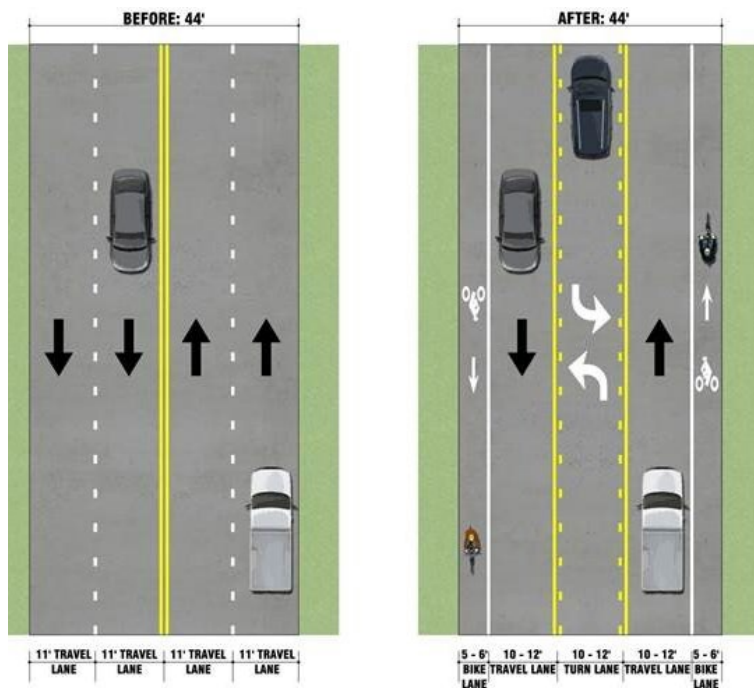 BEFORE: 44'
AFTER: 44'
11' TRAVEL LANE
11' TRAVEL LANE
11' TRAVEL LANE
11' TRAVEL LANE
5 - 6' BIKE LANE
10 - 12' TRAVEL LANE
10 - 12' TURN LANE
10 - 12' TRAVEL LANE
5 - 6' BIKE LANE